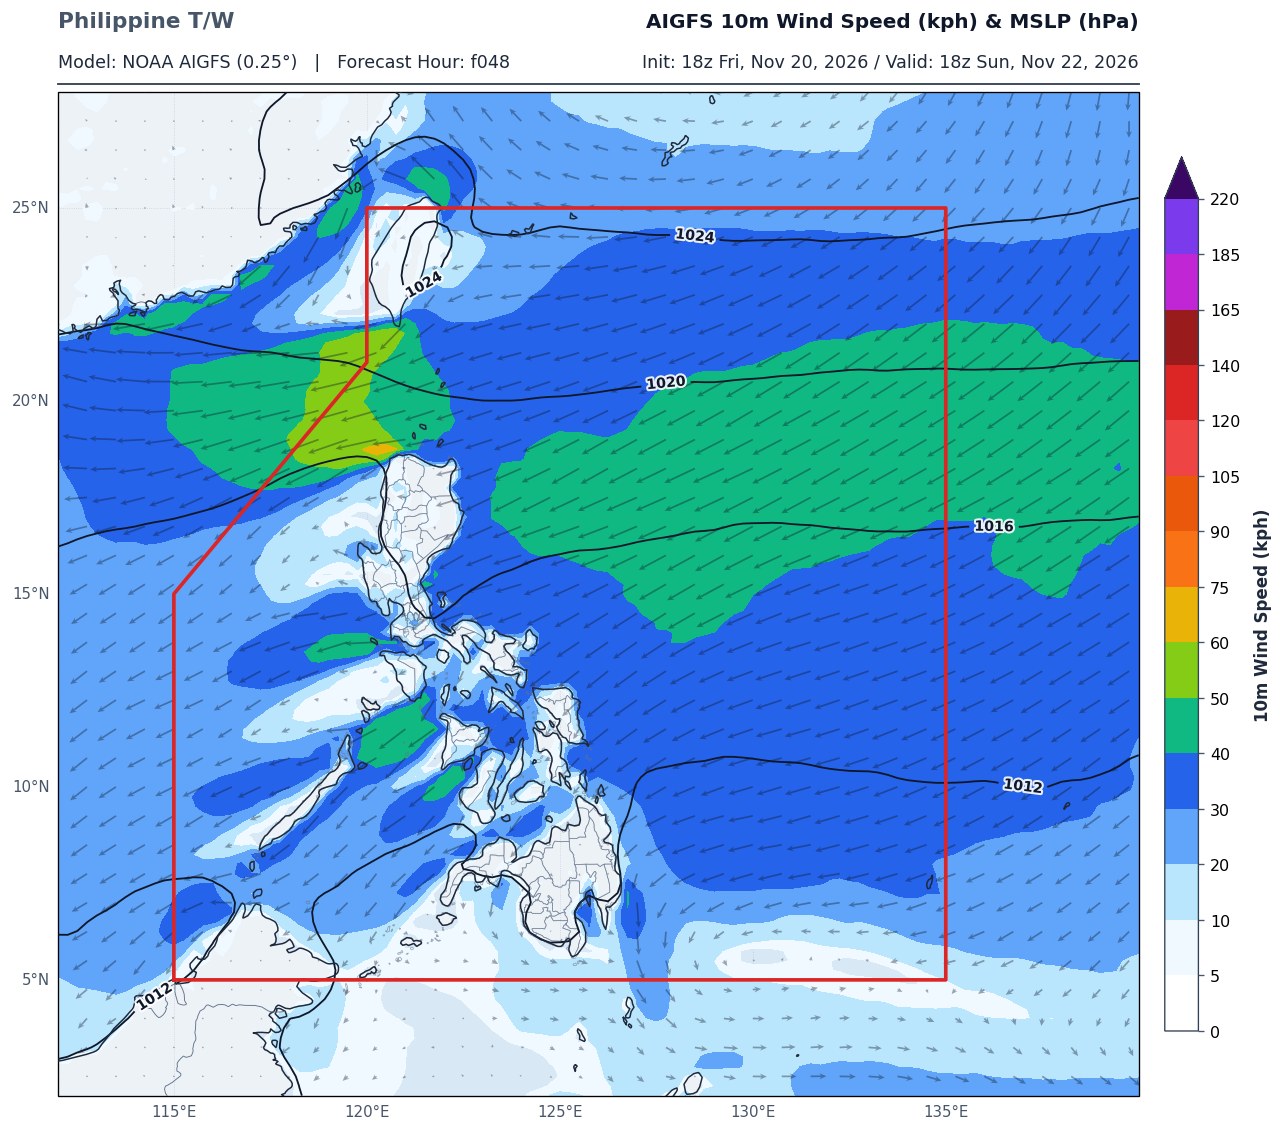 Philippine T/W
AIGFS 10m Wind Speed (kph) & MSLP (hPa)
Model: NOAA AIGFS (0.25°) | Forecast Hour: f048
Init: 18z Fri, Nov 20, 2026 / Valid: 18z Sun, Nov 22, 2026
25°N
20°N
15°N
10°N
5°N
115°E
120°E
125°E
130°E
135°E
1024
1024
1020
1016
1012
1012
220
185
165
140
120
105
90
75
60
50
40
30
20
10
5
0
10m Wind Speed (kph)